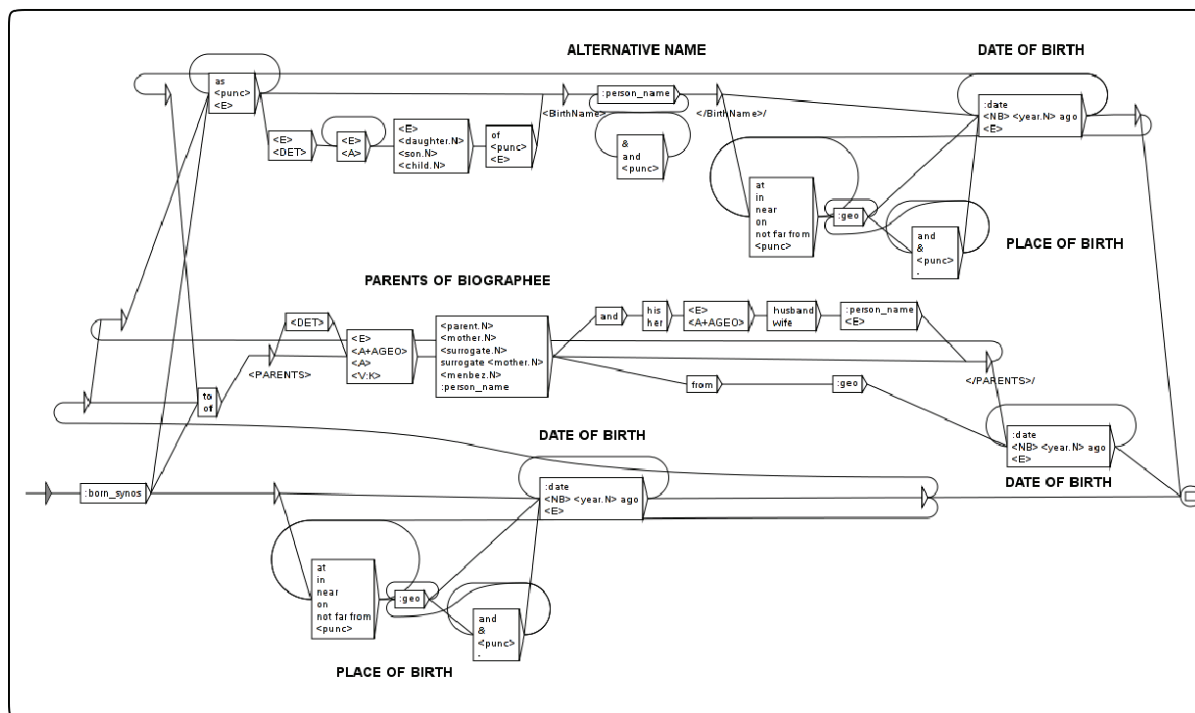 ALTERNATIVE NAME
DATE OF BIRTH
as
<punc>
<E>
<E>
<DET>
<E>
<A>
<E>
<daughter.N>
<son.N>
<child.N>
of
<punc>
<E>
<BirthName>
:person_name
&
and
<punc>
</BirthName>/
:date
<NB> <year.N> ago
<E>
at
in
near
on
not far from
<punc>
:geo
and
&
<punc>
.
PLACE OF BIRTH
PARENTS OF BIOGRAPHEE
to
of
<PARENTS>
<DET>
<E>
<A+AGEO>
<A>
<V:K>
<parent.N>
<mother.N>
<surrogate.N>
surrogate <mother.N>
<menbez.N>
:person_name
and
his
her
<E>
<A+AGEO>
husband
wife
:person_name
<E>
from
:geo
</PARENTS>/
:date
<NB> <year.N> ago
<E>
DATE OF BIRTH
:born_synos
DATE OF BIRTH
:date
<NB> <year.N> ago
<E>
at
in
near
on
not far from
<punc>
:geo
and
&
<punc>
.
PLACE OF BIRTH